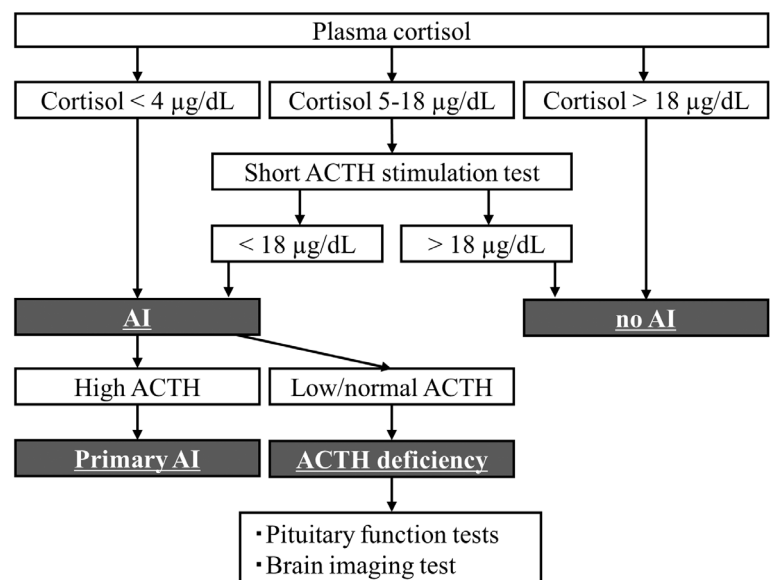 Plasma cortisol
Cortisol < 4 µg/dL
Cortisol 5-18 µg/dL
Cortisol > 18 µg/dL
Short ACTH stimulation test
< 18 µg/dL
> 18 µg/dL
AI
no AI
High ACTH
Low/normal ACTH
Primary AI
ACTH deficiency
・Pituitary function tests
・Brain imaging test